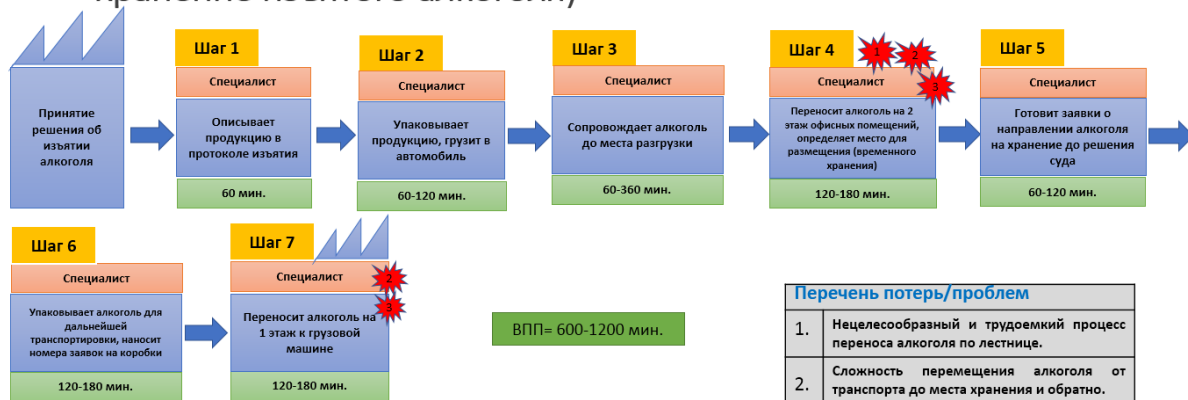 хранение изъятого алкоголя)
Шаг 1
Шаг 2
Шаг 3
Шаг 4
1
2
3
Шаг 5
Принятие
решения об
изъятии
алкоголя
Специалист
Описывает
продукцию в
протоколе изъятия
60 мин.
Специалист
Упаковывает
продукцию, грузит в
автомобиль
60-120 мин.
Специалист
Сопровождает алкоголь
до места разгрузки
60-360 мин.
Специалист
Переносит алкоголь на 2
этаж офисных помещений,
определяет место для
размещения (временного
хранения)
120-180 мин.
Специалист
Готовит заявки о
направлении алкоголя
на хранение до решения
суда
60-120 мин.
Шаг 6
Специалист
Упаковывает алкоголь для
дальнейшей
транспортировки, наносит
номера заявок на коробки
120-180 мин.
Шаг 7
Специалист
2
3
Переносит алкоголь на
1 этаж к грузовой
машине
120-180 мин.
ВПП= 600-1200 мин.
Перечень потерь/проблем
1. Нецелесообразный и трудоемкий процесс
переноса алкоголя по лестнице.
2. Сложность перемещения алкоголя от
транспорта до места хранения и обратно.